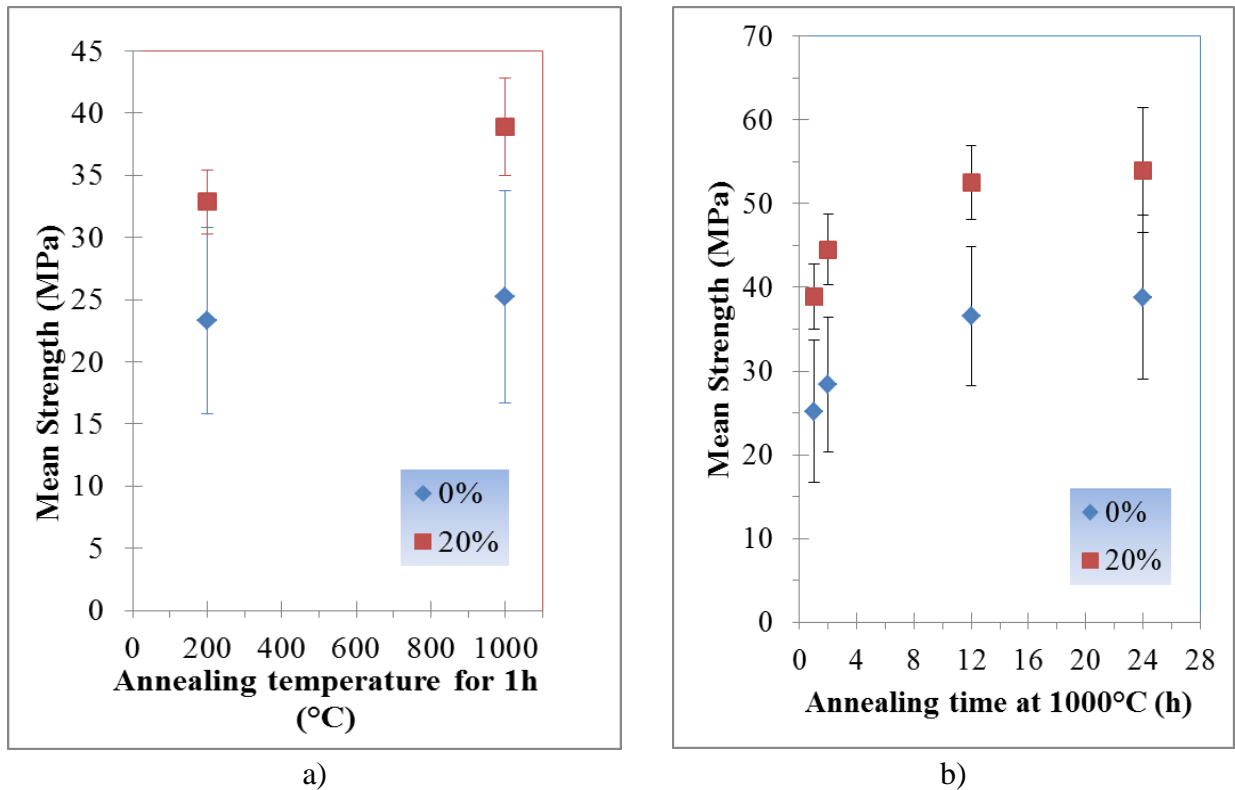 45
40
35
30
25
20
15
10
5
0
Mean Strength (MPa)
0%
20%
0 200 400 600 800 1000
Annealing temperature for 1h
(°C)
a)
70
60
50
40
30
20
10
0
Mean Strength (MPa)
0%
20%
0 4 8 12 16 20 24 28
Annealing time at 1000°C (h)
b)